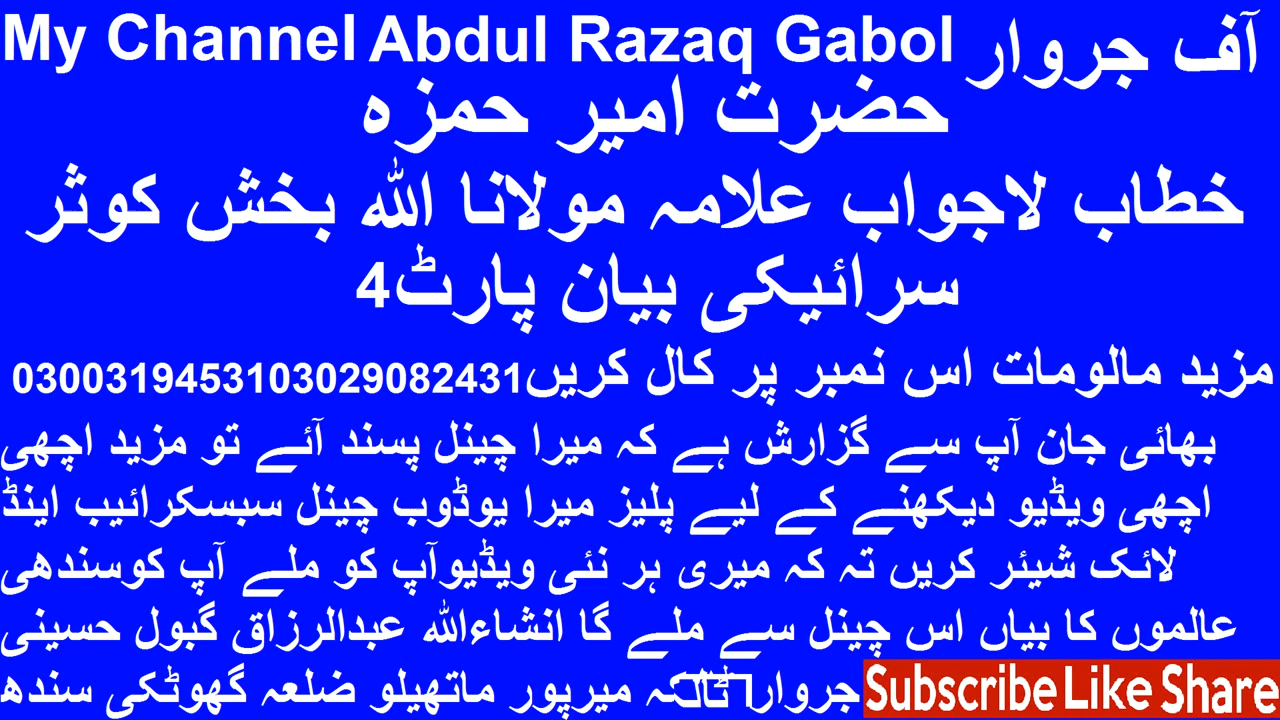 My Channel Abdul Razaq Gabol آف جروار
حضرت امیر حمزہ
خطاب لاجواب علامہ مولانا اللہ بخش کوثر
سرائیکی بیان پارٹ4
مزید مالومات اس نمبر پر کال کریں0300319453103029082431
بھائی جان آپ سے گزارش ہے کہ میرا چینل پسند آئے تو مزید اچھی
اچھی ویڈیو دیکھنے کے لیے پلیز میرا یوڈوب چینل سبسکرائیب اینڈ
لائک شیئر کریں تہ کہ میری ہر نئی ویڈیوآپ کو ملے آپ کوسندھی
عالموں کا بیاں اس چینل سے ملے گا انشاءاللہ عبدالرزاق گبول حسینی
جروار میرپور ماتھیلو ضلعہ گھوٹکی سندھ
Subscribe Like Share